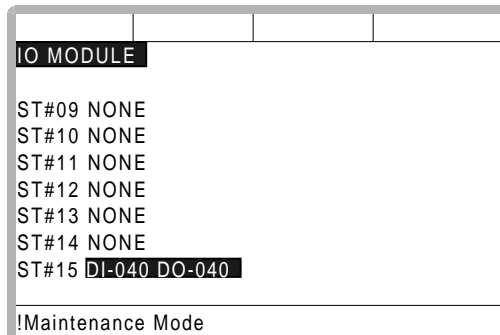 IO MODULE
ST#09 NONE
ST#10 NONE
ST#11 NONE
ST#12 NONE
ST#13 NONE
ST#14 NONE
ST#15 DI-040 DO-040
!Maintenance Mode